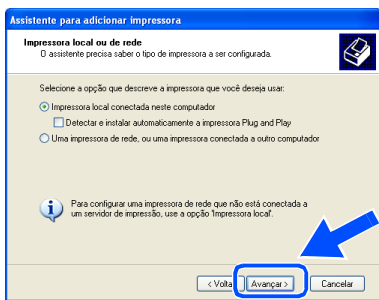 Assistente para adicionar impressora
Impressora local ou de rede
O assistente precisa saber o tipo de impressora a ser configurada.
Selecione a opção que descreve a impressora que você deseja usar:
Impressora local conectada neste computador
Detectar e instalar automaticamente a impressora Plug and Play
Uma impressora de rede, ou uma impressora conectada a outro computador
Para configurar uma impressora de rede que não está conectada a
um servidor de impressão, use a opção 'Impressora local'.
< Volta Avançar > Cancelar